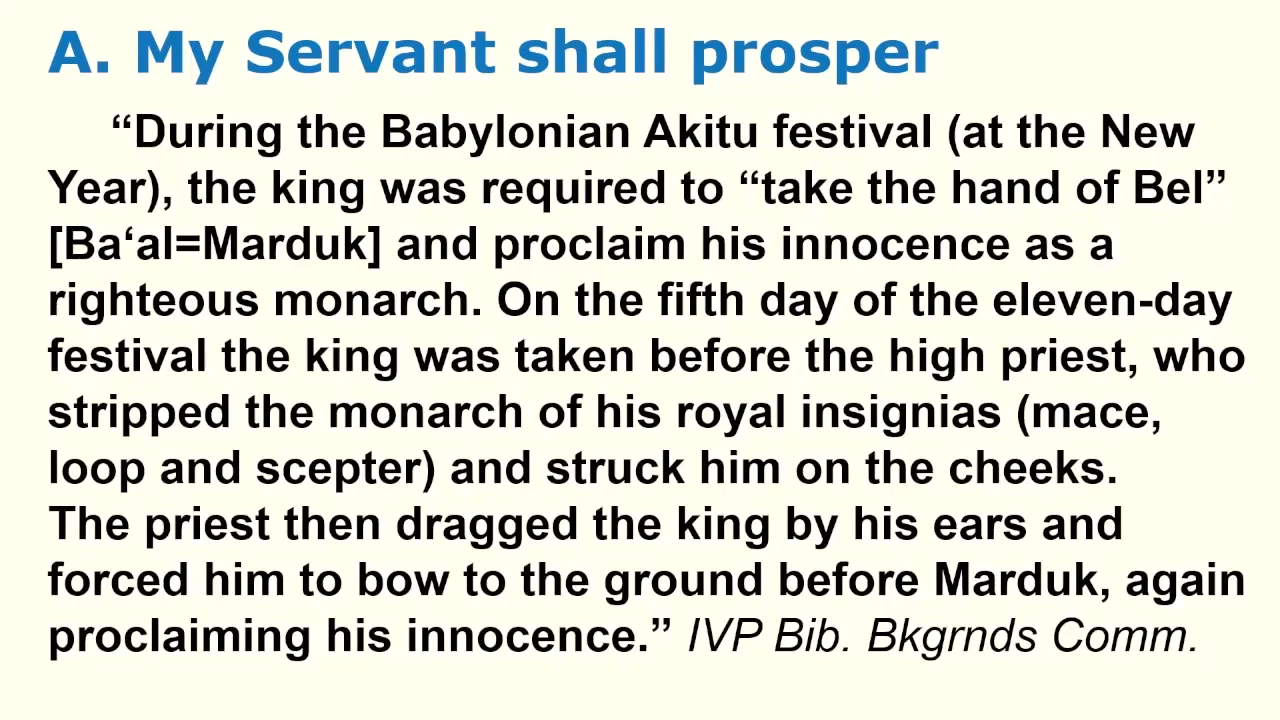 A. My Servant shall prosper
“During the Babylonian Akitu festival (at the New
Year), the king was required to “take the hand of Bel”
[Ba‘al=Marduk] and proclaim his innocence as a
righteous monarch. On the fifth day of the eleven-day
festival the king was taken before the high priest, who
stripped the monarch of his royal insignias (mace,
loop and scepter) and struck him on the cheeks.
The priest then dragged the king by his ears and
forced him to bow to the ground before Marduk, again
proclaiming his innocence.” IVP Bib. Bkgrnds Comm.